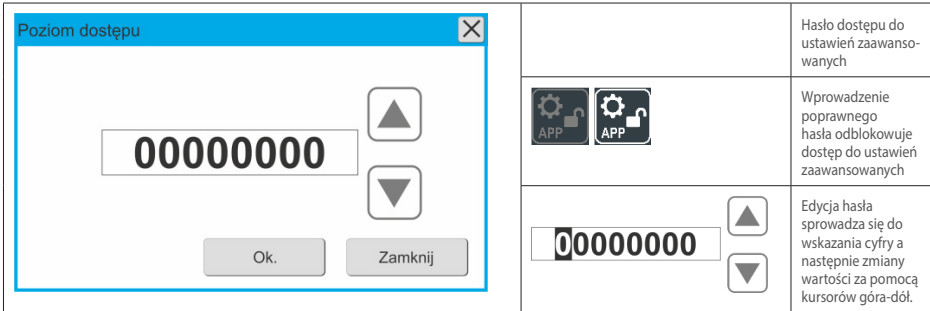 Poziom dostępu
00000000
Ok.
Zamknij
Hasło dostępu do
ustawień zaawanso-
wanych
APP
APP
Wprowadzenie
poprawnego
hasła odblokowuje
dostęp do ustawień
zaawansowanych
00000000
Edycja hasła
sprowadza się do
wskazania cyfry a
następnie zmiany
wartości za pomocą
kursorów góra-dół.